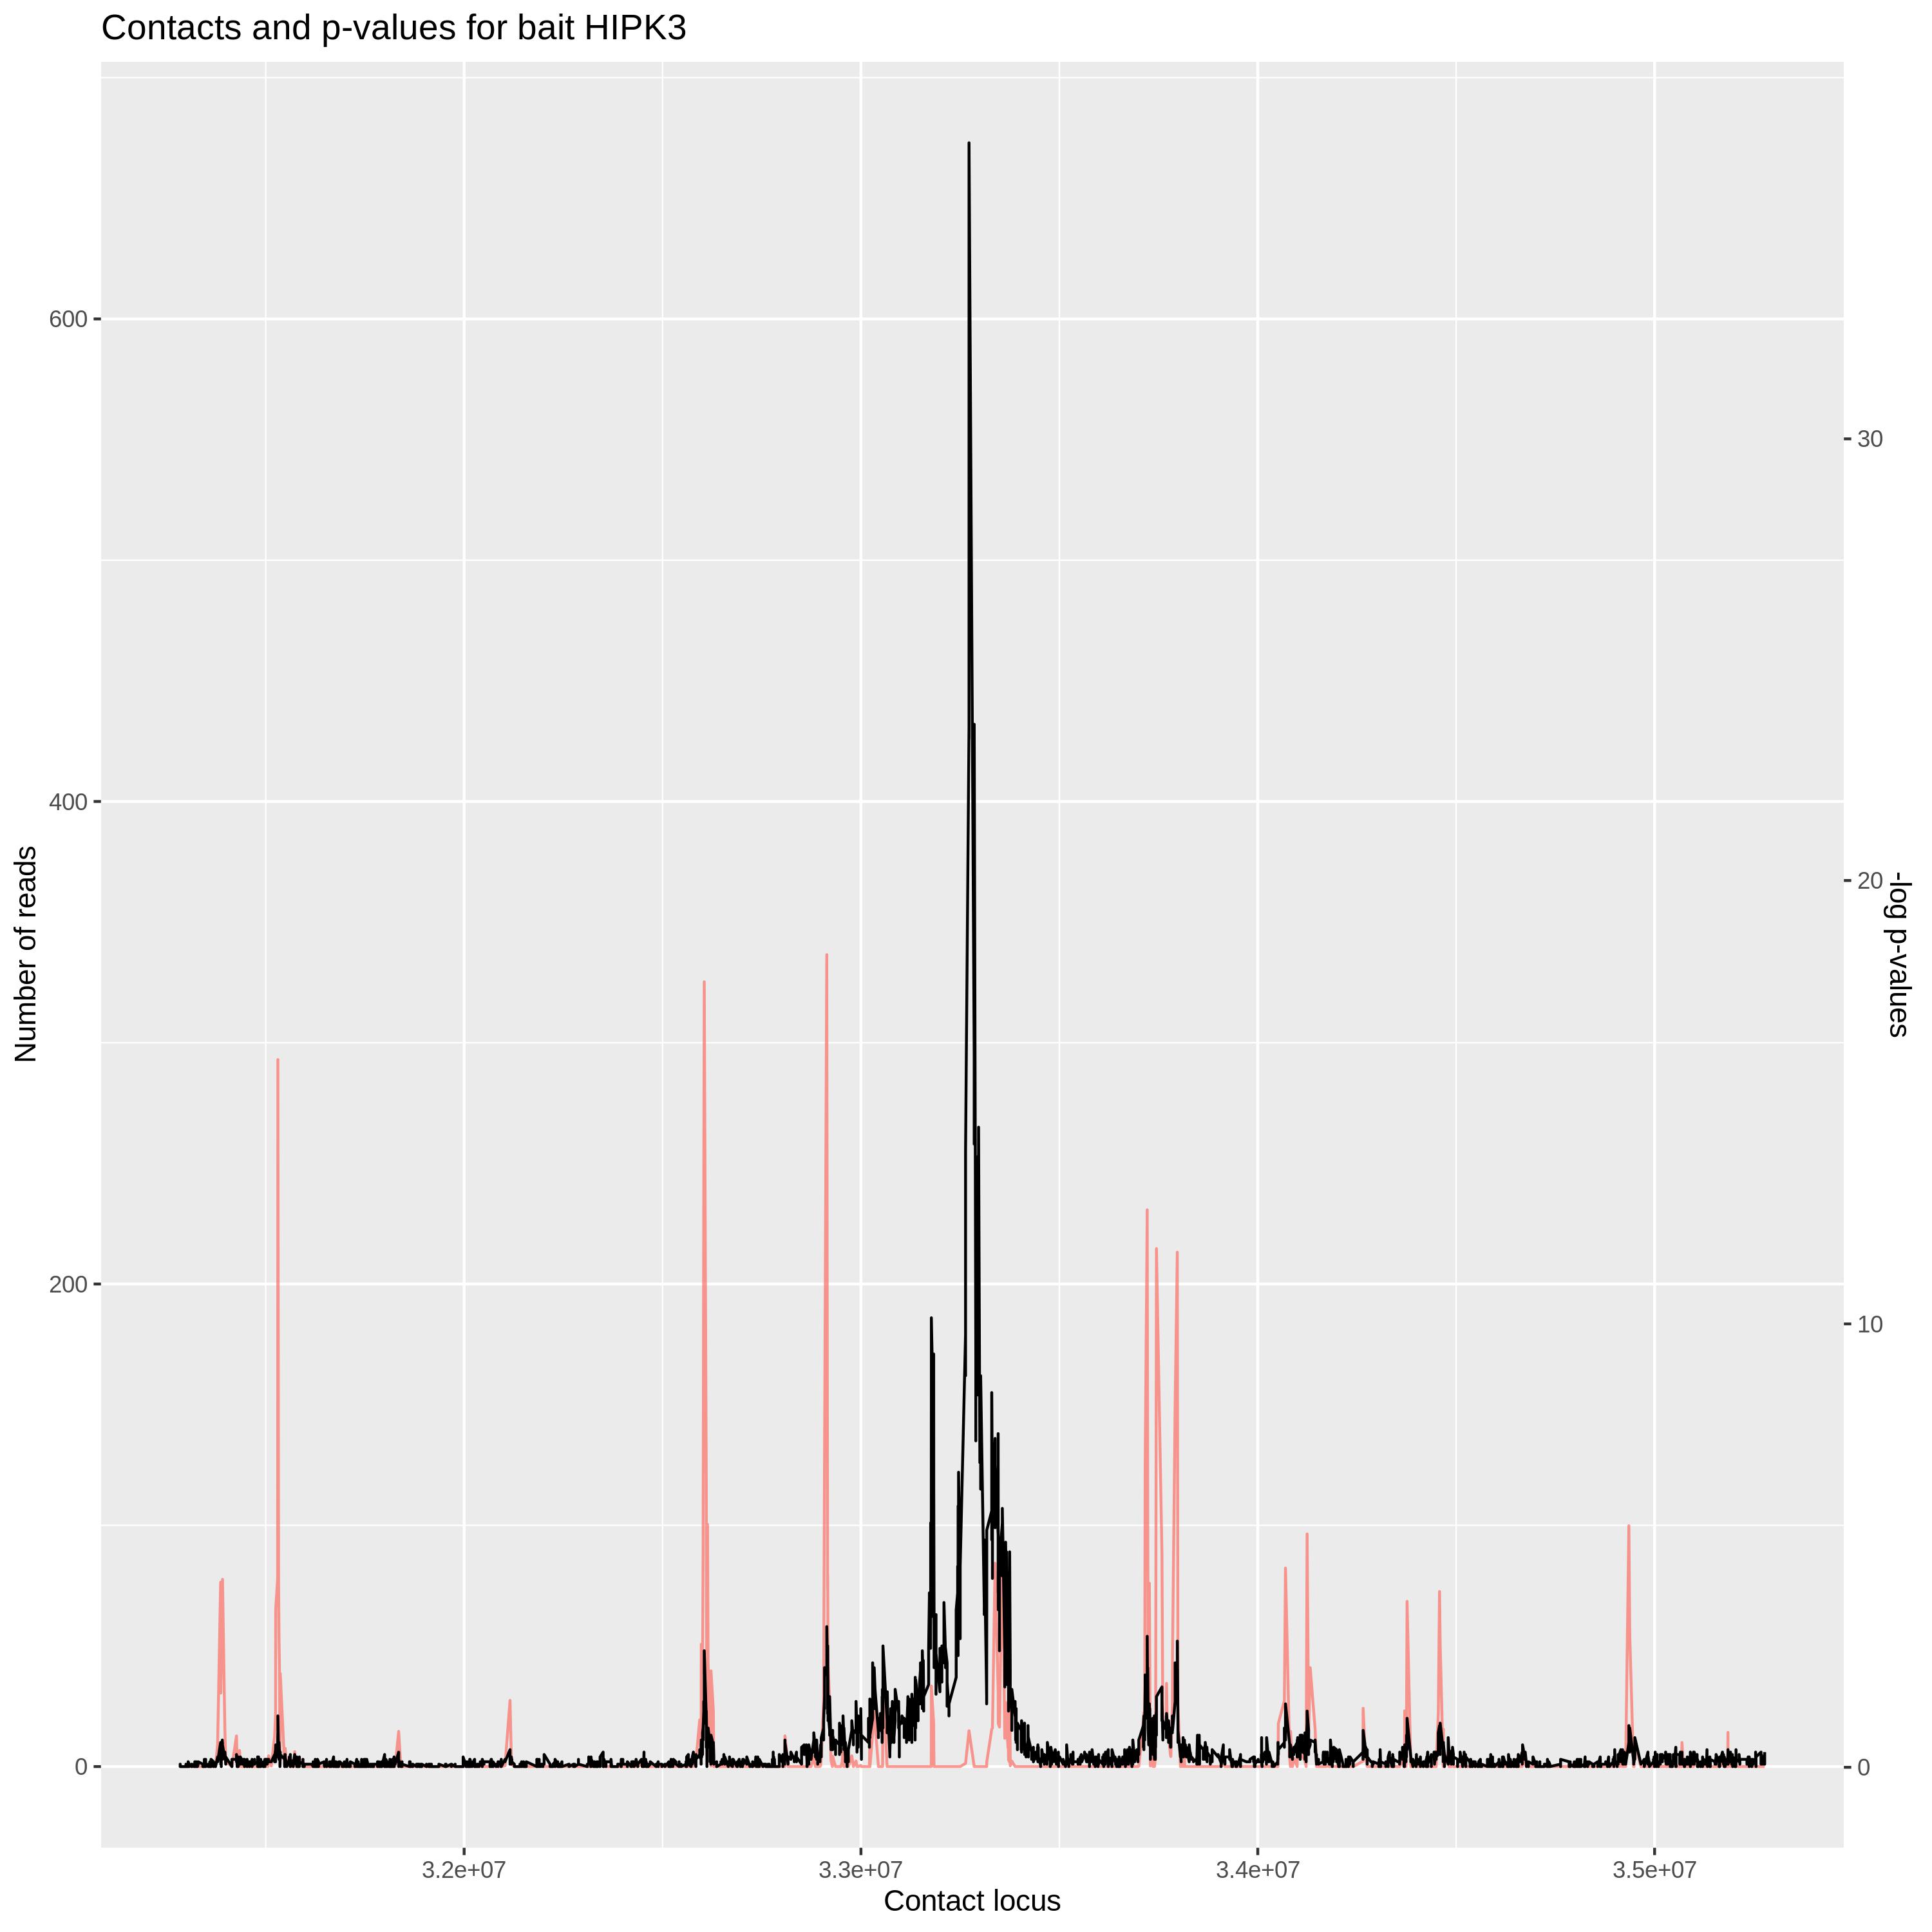 Contacts and p-values for bait HIPK3
Number of reads
600
400
200
0
30
20
10
0
-log p-values
3.2e+07
3.3e+07
3.4e+07
3.5e+07
Contact locus